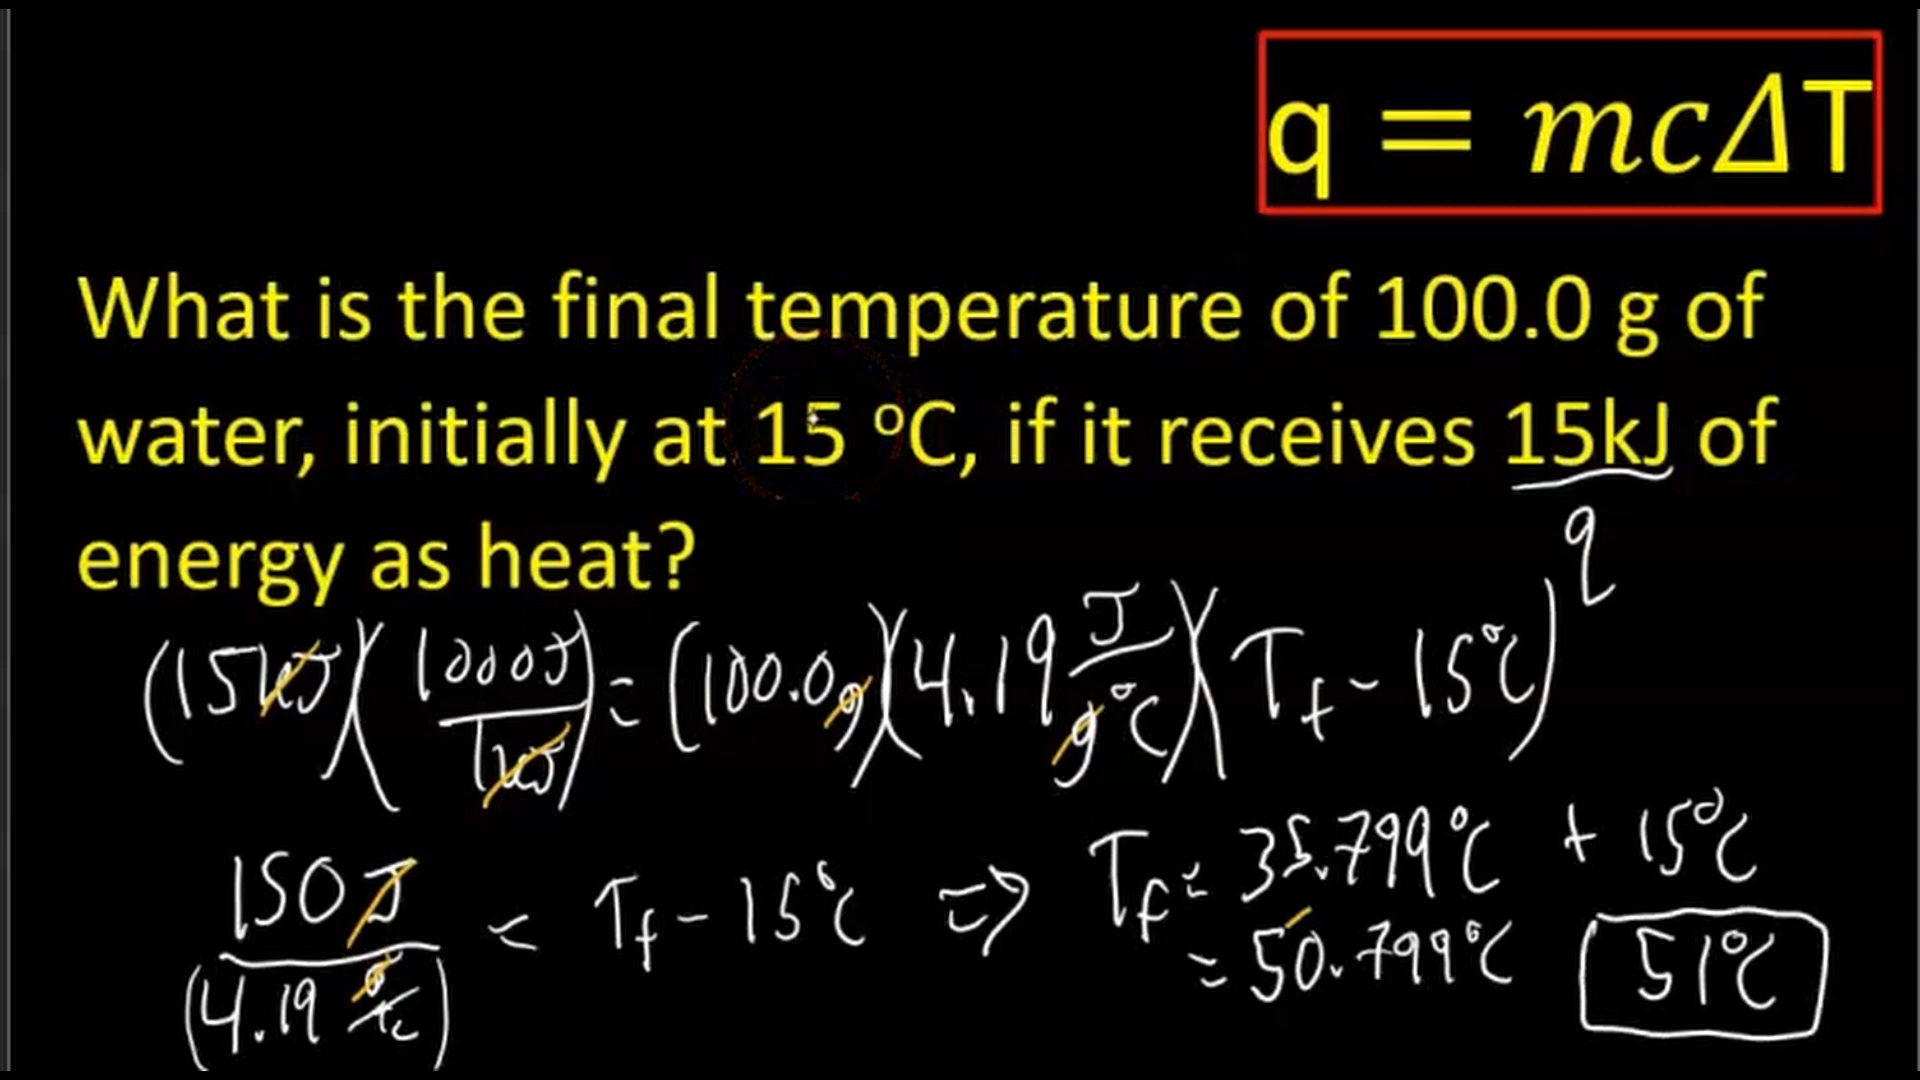 q = mcΔT
What is the final temperature of 100.0 g of
water, initially at 15 °C, if it receives 15kJ of
energy as heat?
q
(15kJ)(1000J/1kJ) = (100.0g)(4.19 J/g°C)(Tf - 15°C)
150J/(4.19 J/°C) = Tf - 15°C ⇒ Tf = 35.799°C + 15°C
= 50.799°C 51°C